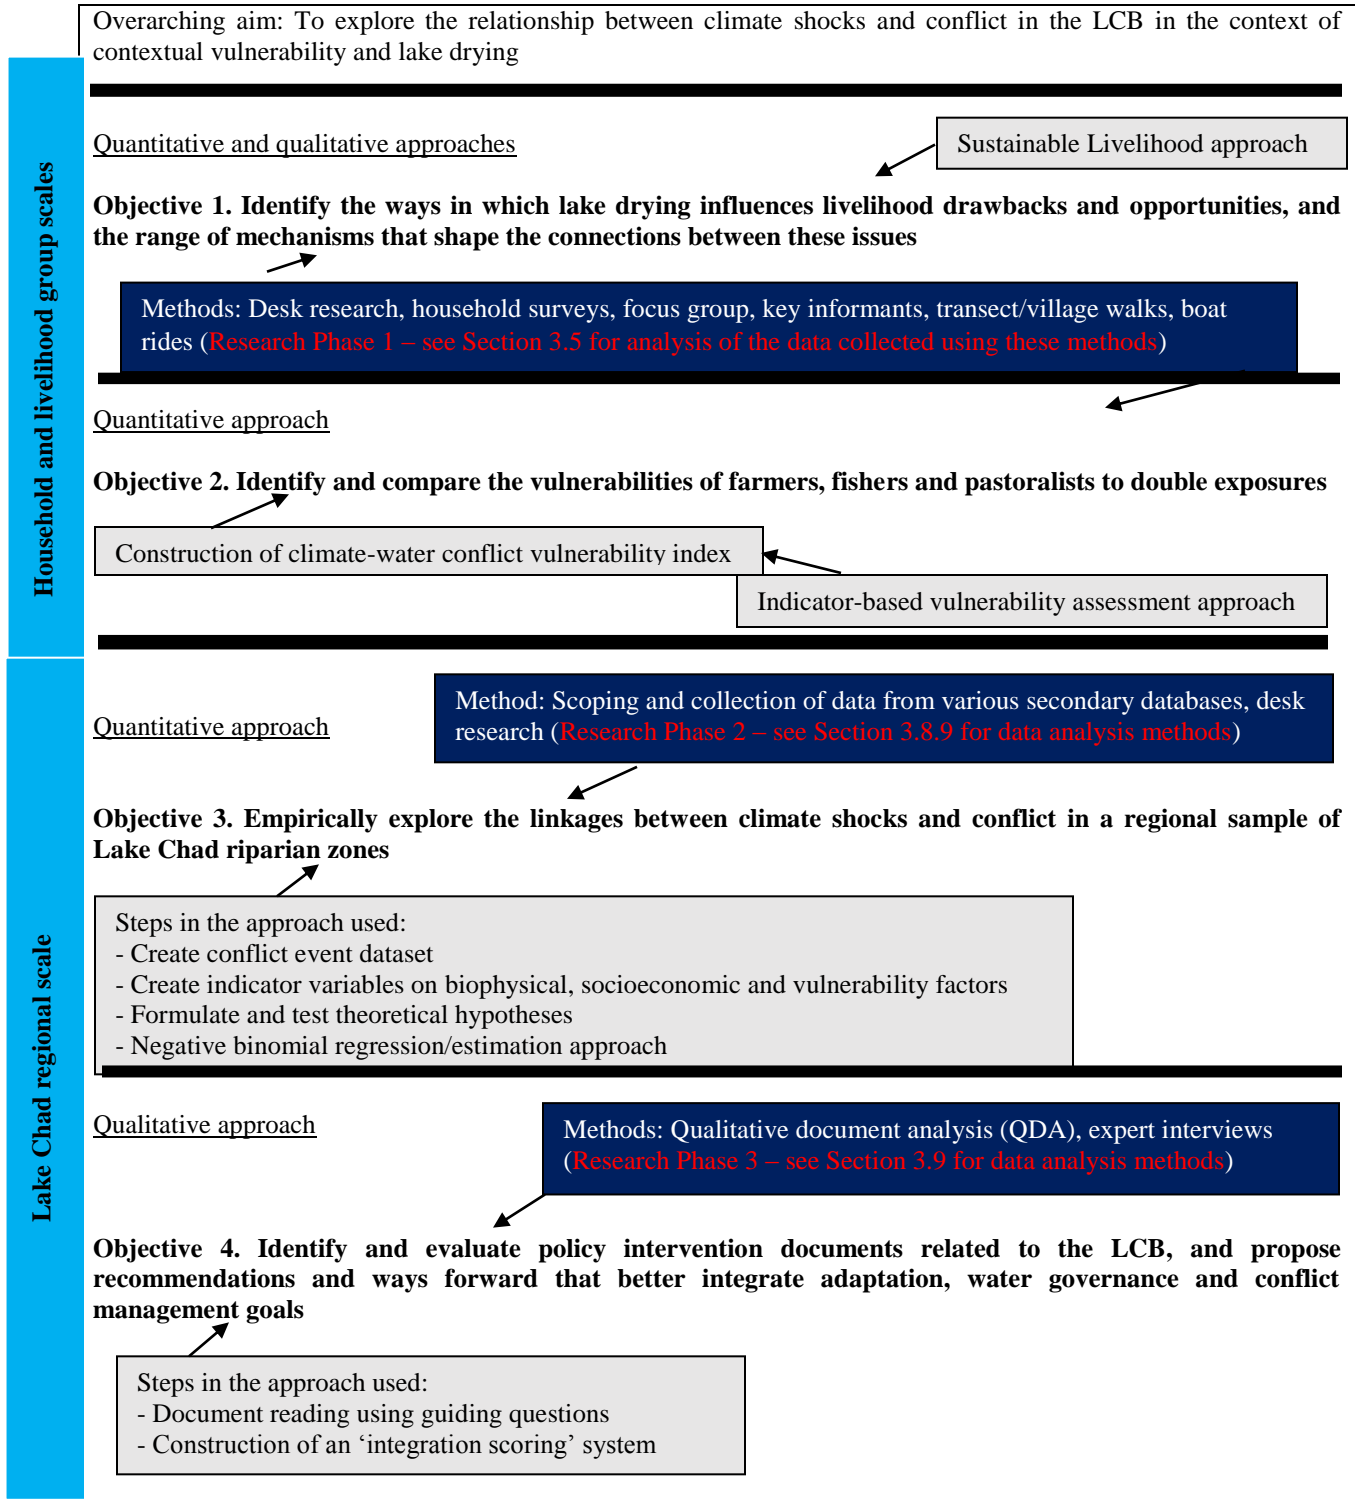 Overarching aim: To explore the relationship between climate shocks and conflict in the LCB in the context of
contextual vulnerability and lake drying
Household and livelihood group scales
Quantitative and qualitative approaches
Sustainable Livelihood approach
Objective 1. Identify the ways in which lake drying influences livelihood drawbacks and opportunities, and
the range of mechanisms that shape the connections between these issues
Methods: Desk research, household surveys, focus group, key informants, transect/village walks, boat
rides (Research Phase 1 – see Section 3.5 for analysis of the data collected using these methods)
Quantitative approach
Objective 2. Identify and compare the vulnerabilities of farmers, fishers and pastoralists to double exposures
Construction of climate-water conflict vulnerability index
Indicator-based vulnerability assessment approach
Lake Chad regional scale
Quantitative approach
Method: Scoping and collection of data from various secondary databases, desk
research (Research Phase 2 – see Section 3.8.9 for data analysis methods)
Objective 3. Empirically explore the linkages between climate shocks and conflict in a regional sample of
Lake Chad riparian zones
Steps in the approach used:
- Create conflict event dataset
- Create indicator variables on biophysical, socioeconomic and vulnerability factors
- Formulate and test theoretical hypotheses
- Negative binomial regression/estimation approach
Qualitative approach
Methods: Qualitative document analysis (QDA), expert interviews
(Research Phase 3 – see Section 3.9 for data analysis methods)
Objective 4. Identify and evaluate policy intervention documents related to the LCB, and propose
recommendations and ways forward that better integrate adaptation, water governance and conflict
management goals
Steps in the approach used:
- Document reading using guiding questions
- Construction of an ‘integration scoring’ system